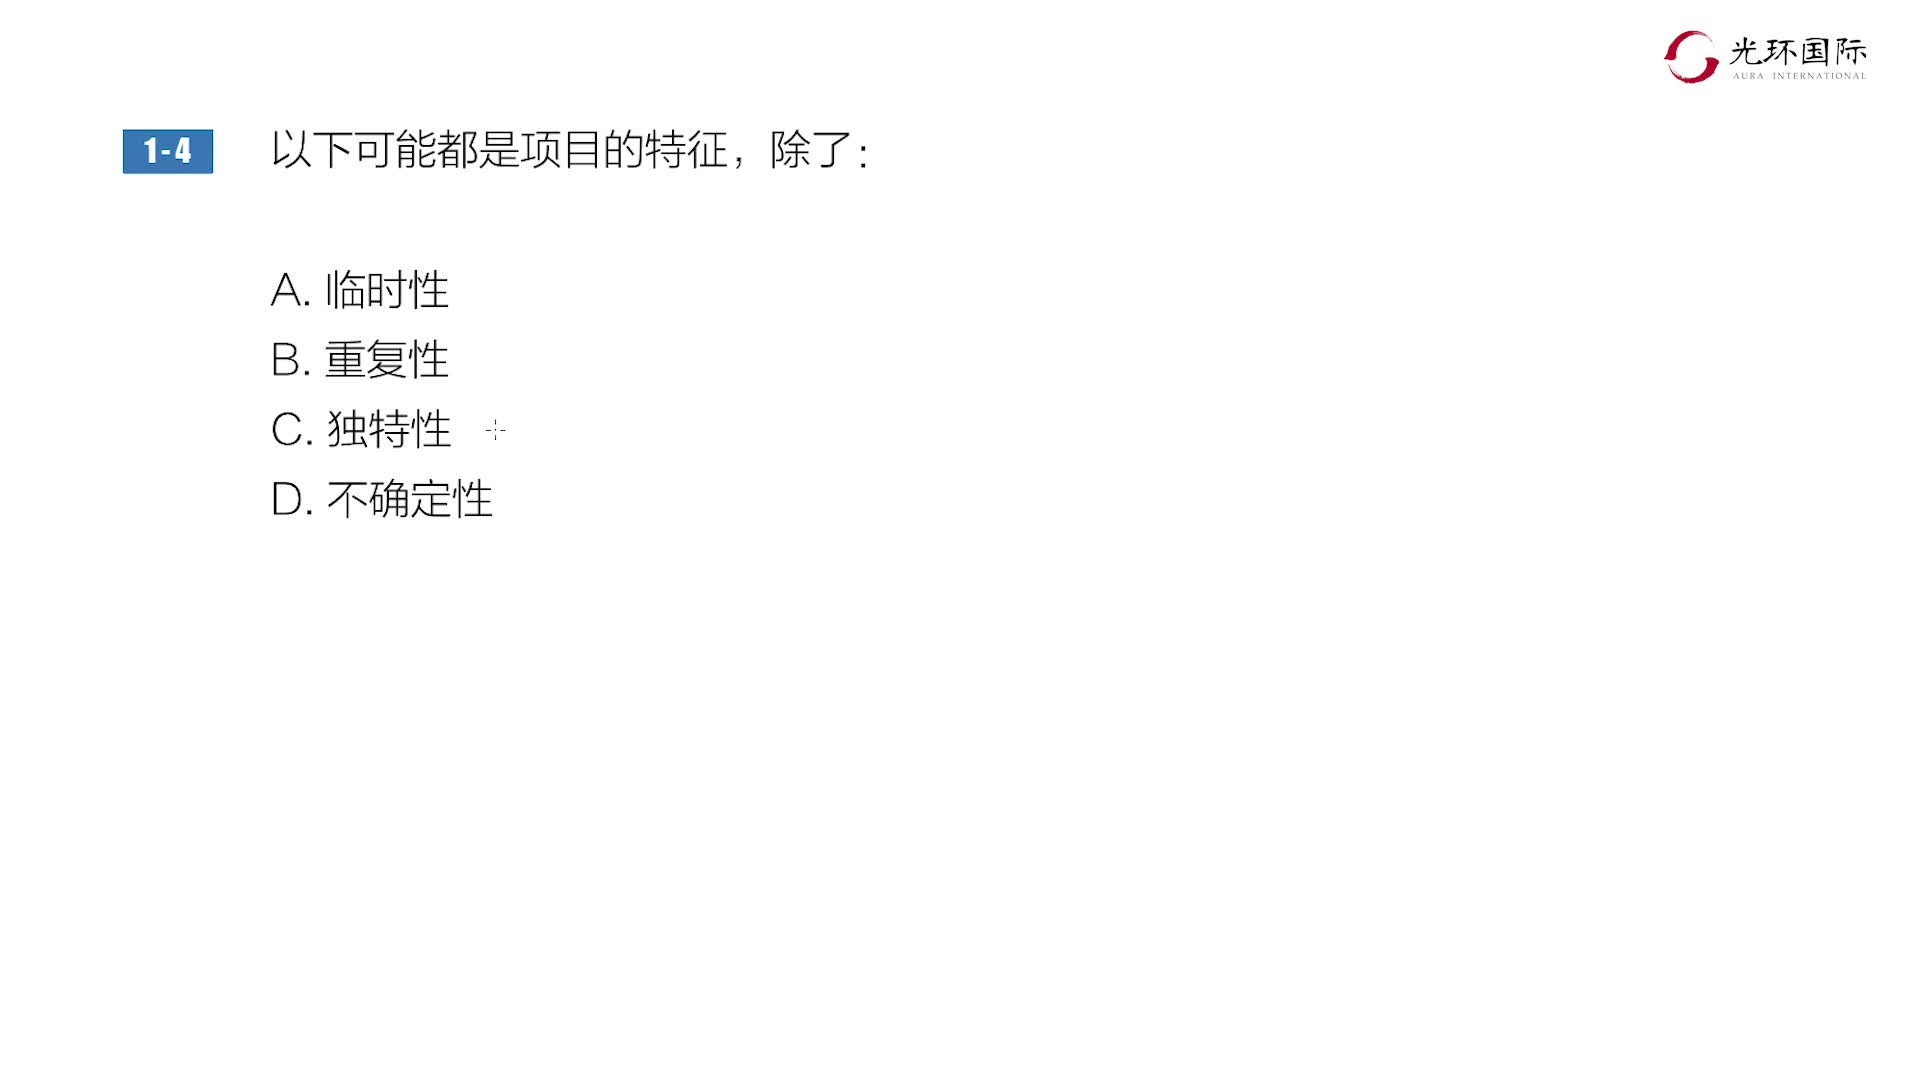 光环国际
AURA INTERNATIONAL
1-4 以下可能都是项目的特征，除了：
A. 临时性
B. 重复性
C. 独特性
D. 不确定性